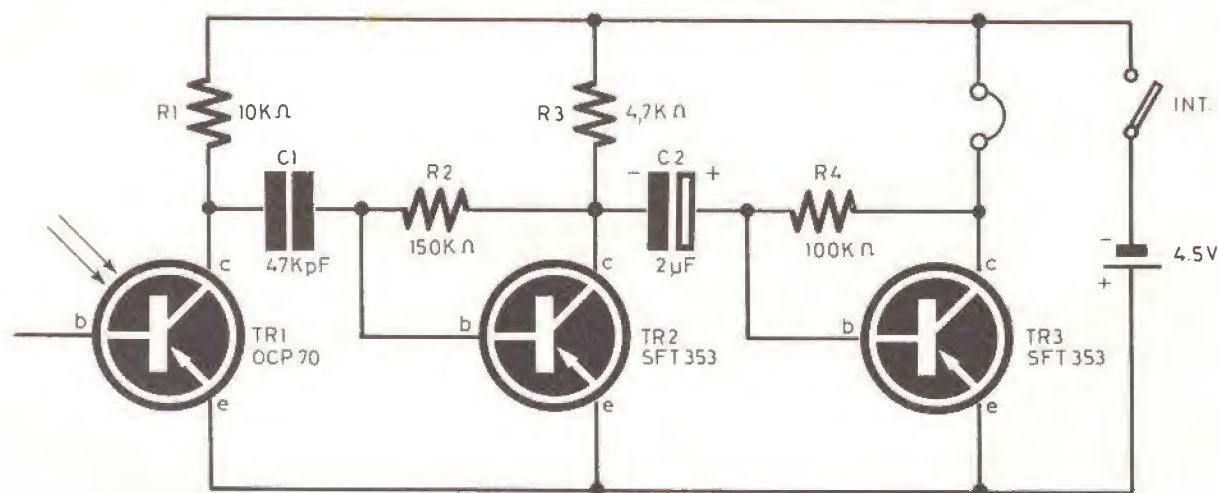 R1
10KΩ
C1
47KpF
R2
150KΩ
R3
4,7KΩ
C2
-
+
2µF
R4
100KΩ
INT.
-
+
4.5V
c
b
e
TR1
OCP 70
c
b
e
TR2
SFT 353
c
b
e
TR3
SFT 353